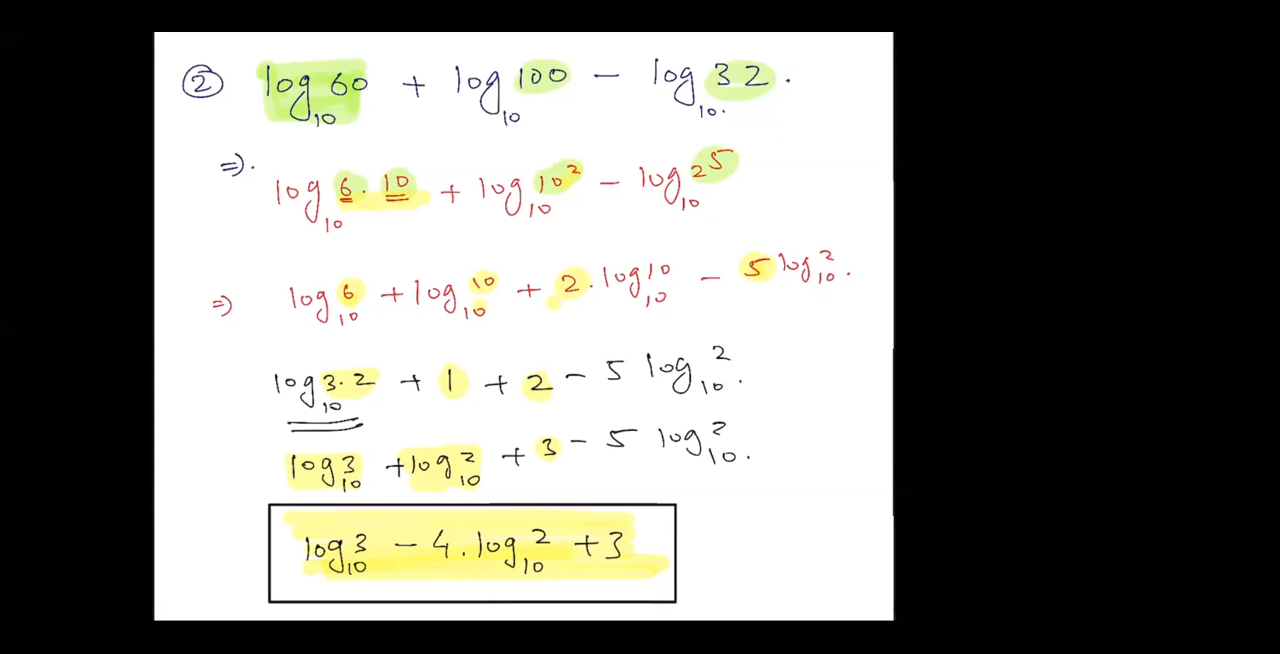 ② log₁₀ 60 + log₁₀ 100 − log₁₀ 32.
⇒. log₁₀ 6·10 + log₁₀ 10² − log₁₀ 2⁵
⇒ log₁₀ 6 + log₁₀ 10 + 2·log₁₀ 10 − 5 log₁₀ 2.
log₁₀ 3·2 + 1 + 2 − 5 log₁₀ 2.
log₁₀ 3 + log₁₀ 2 + 3 − 5 log₁₀ 2.
log₁₀ 3 − 4.log₁₀ 2 + 3